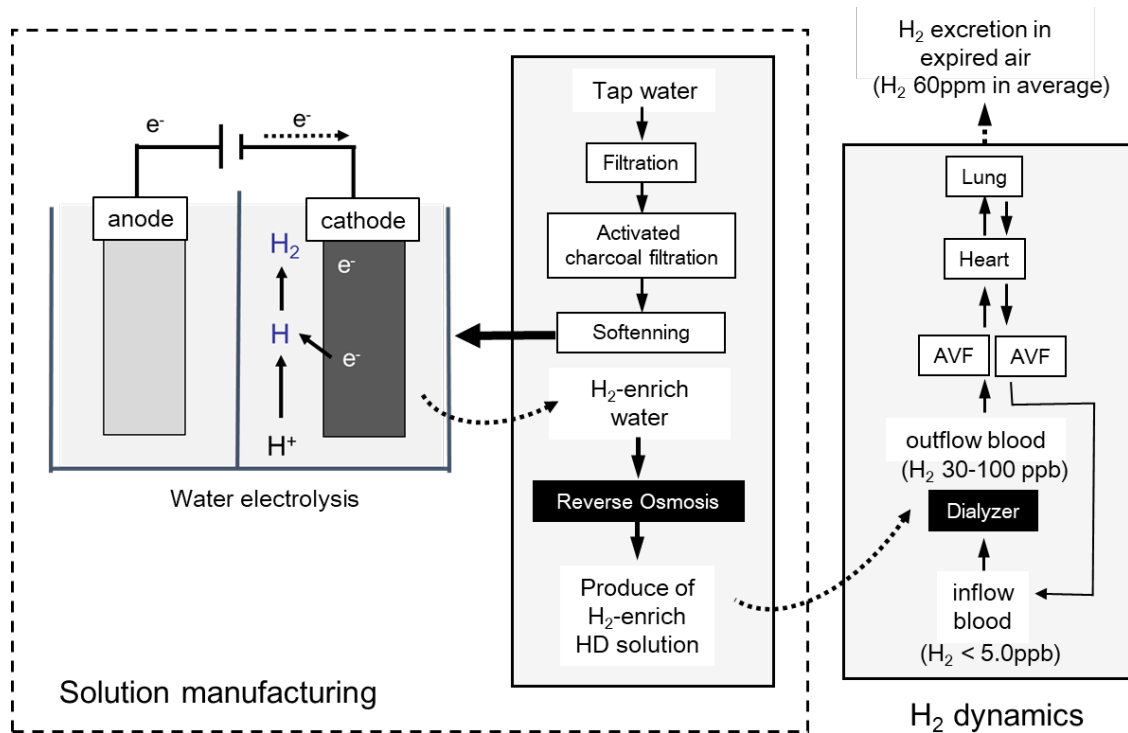 e-
e-
anode
cathode
H2
e-
H
e-
H+
Water electrolysis
Solution manufacturing
Tap water
Filtration
Activated
charcoal filtration
Softenning
H2-enrich
water
Reverse Osmosis
Produce of
H2-enrich
HD solution
H2 excretion in
expired air
(H2 60ppm in average)
Lung
Heart
AVF
AVF
outflow blood
(H2 30-100 ppb)
Dialyzer
inflow
blood
(H2 < 5.0ppb)
H2 dynamics